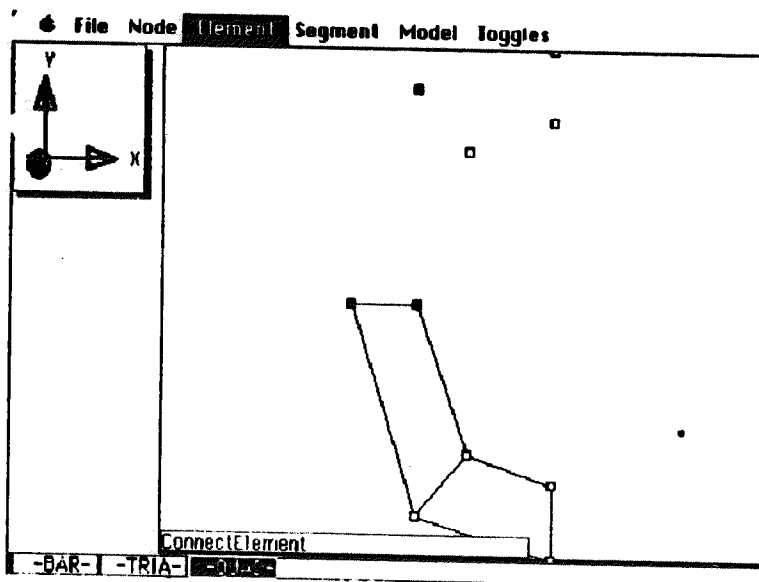 File Node Element Segment Model Toggles
Y
X
ConnectElement
-BAR- -TRIA-